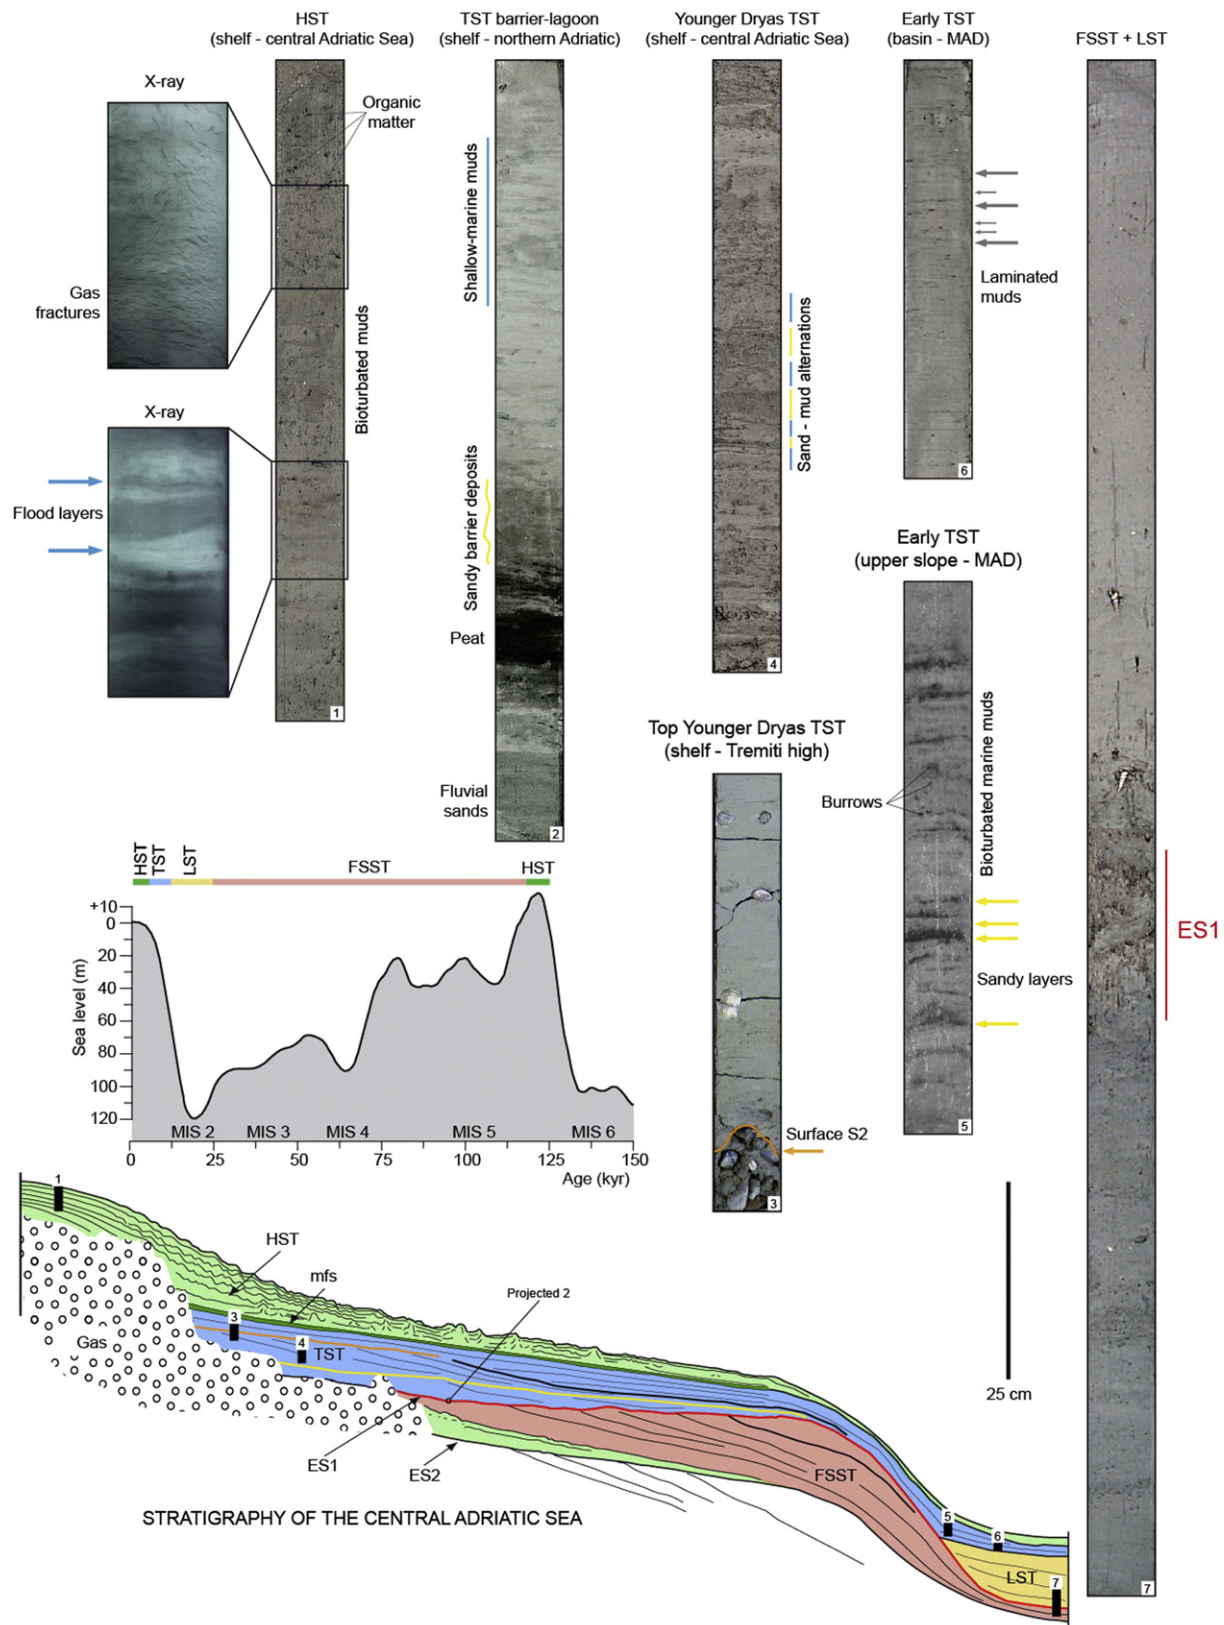 HST
(shelf - central Adriatic Sea)
TST barrier-lagoon
(shelf - northern Adriatic)
Younger Dryas TST
(shelf - central Adriatic Sea)
Early TST
(basin - MAD)
FSST + LST
X-ray
Organic
matter
Gas
fractures
Bioturbated muds
X-ray
Flood layers
1
Shallow-marine muds
Sandy barrier deposits
Peat
Fluvial
sands
2
Sand - mud alternations
4
Laminated
muds
6
Early TST
(upper slope - MAD)
Burrows
Bioturbated marine muds
Sandy layers
5
Top Younger Dryas TST
(shelf - Tremiti high)
Surface S2
3
ES1
7
25 cm
HST
TST
LST
FSST
HST
+10
0
20
40
60
80
100
120
Sea level (m)
MIS 2
MIS 3
MIS 4
MIS 5
MIS 6
0
25
50
75
100
125
150
Age (kyr)
1
HST
mfs
3
4
TST
Projected 2
Gas
ES1
ES2
FSST
5
6
LST
7
STRATIGRAPHY OF THE CENTRAL ADRIATIC SEA